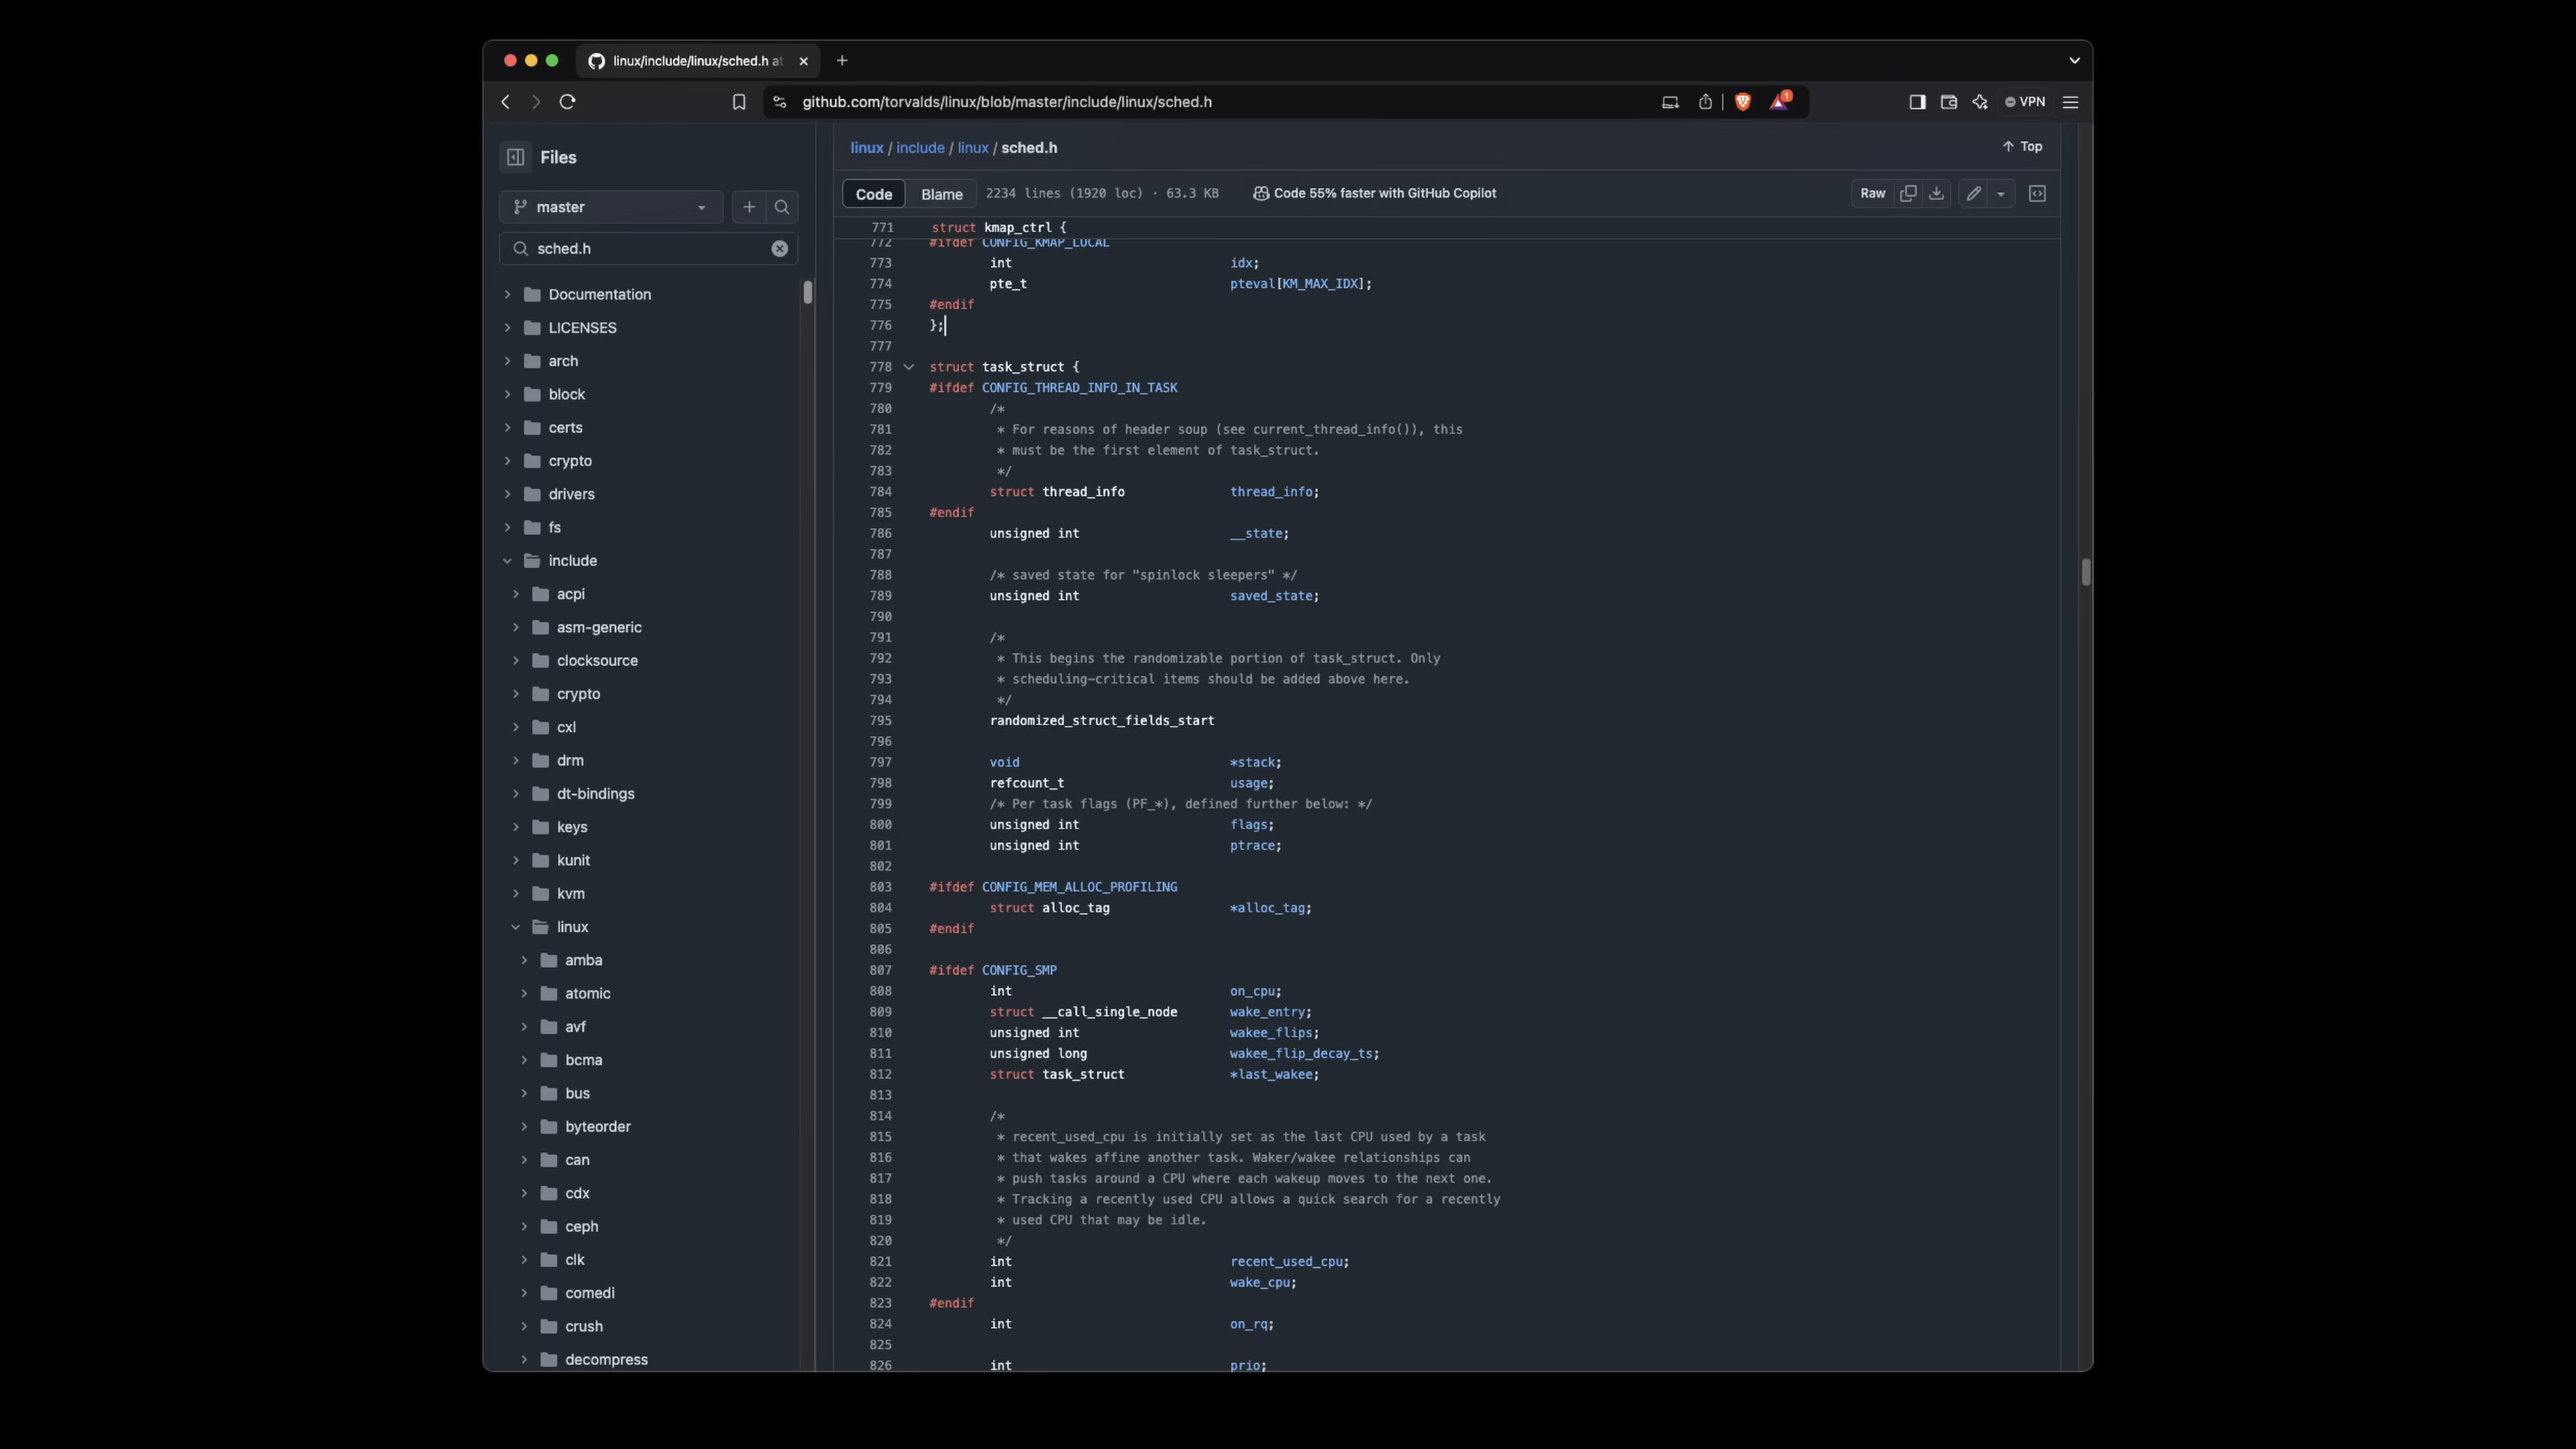 linux/include/linux/sched.h at
github.com/torvalds/linux/blob/master/include/linux/sched.h
1
VPN
Files
master
sched.h
Documentation
LICENSES
arch
block
certs
crypto
drivers
fs
include
acpi
asm-generic
clocksource
crypto
cxl
drm
dt-bindings
keys
kunit
kvm
linux
amba
atomic
avf
bcma
bus
byteorder
can
cdx
ceph
clk
comedi
crush
decompress
linux / include / linux / sched.h
Top
Code Blame 2234 lines (1920 loc) · 63.3 KB Code 55% faster with GitHub Copilot Raw
771 struct kmap_ctrl {
772 #ifdef CONFIG_KMAP_LOCAL
773 int idx;
774 pte_t pteval[KM_MAX_IDX];
775 #endif
776 };
777
778 struct task_struct {
779 #ifdef CONFIG_THREAD_INFO_IN_TASK
780 /*
781 * For reasons of header soup (see current_thread_info()), this
782 * must be the first element of task_struct.
783 */
784 struct thread_info thread_info;
785 #endif
786 unsigned int __state;
787
788 /* saved state for "spinlock sleepers" */
789 unsigned int saved_state;
790
791 /*
792 * This begins the randomizable portion of task_struct. Only
793 * scheduling-critical items should be added above here.
794 */
795 randomized_struct_fields_start
796
797 void *stack;
798 refcount_t usage;
799 /* Per task flags (PF_*), defined further below: */
800 unsigned int flags;
801 unsigned int ptrace;
802
803 #ifdef CONFIG_MEM_ALLOC_PROFILING
804 struct alloc_tag *alloc_tag;
805 #endif
806
807 #ifdef CONFIG_SMP
808 int on_cpu;
809 struct __call_single_node wake_entry;
810 unsigned int wakee_flips;
811 unsigned long wakee_flip_decay_ts;
812 struct task_struct *last_wakee;
813
814 /*
815 * recent_used_cpu is initially set as the last CPU used by a task
816 * that wakes affine another task. Waker/wakee relationships can
817 * push tasks around a CPU where each wakeup moves to the next one.
818 * Tracking a recently used CPU allows a quick search for a recently
819 * used CPU that may be idle.
820 */
821 int recent_used_cpu;
822 int wake_cpu;
823 #endif
824 int on_rq;
825
826 int prio;